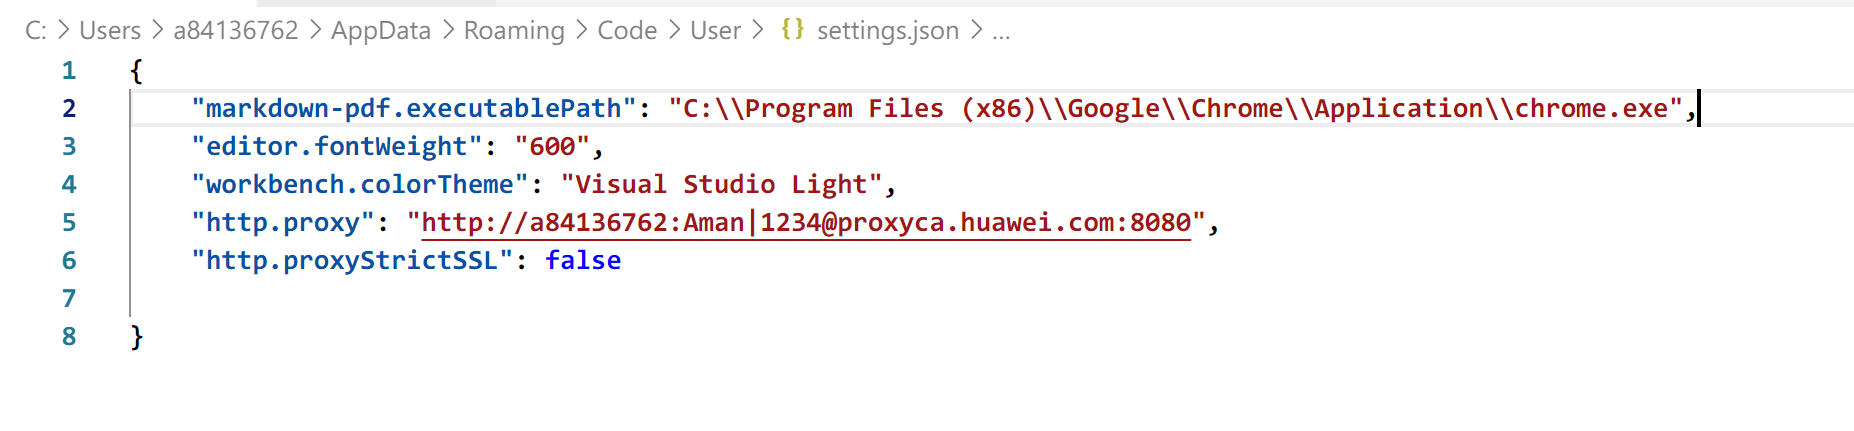 C: > Users > a84136762 > AppData > Roaming > Code > User > {} settings.json > ...
1 {
2 "markdown-pdf.executablePath": "C:\\Program Files (x86)\\Google\\Chrome\\Application\\chrome.exe",
3 "editor.fontWeight": "600",
4 "workbench.colorTheme": "Visual Studio Light",
5 "http.proxy": "http://a84136762:Aman|1234@proxyca.huawei.com:8080",
6 "http.proxyStrictSSL": false
7
8 }